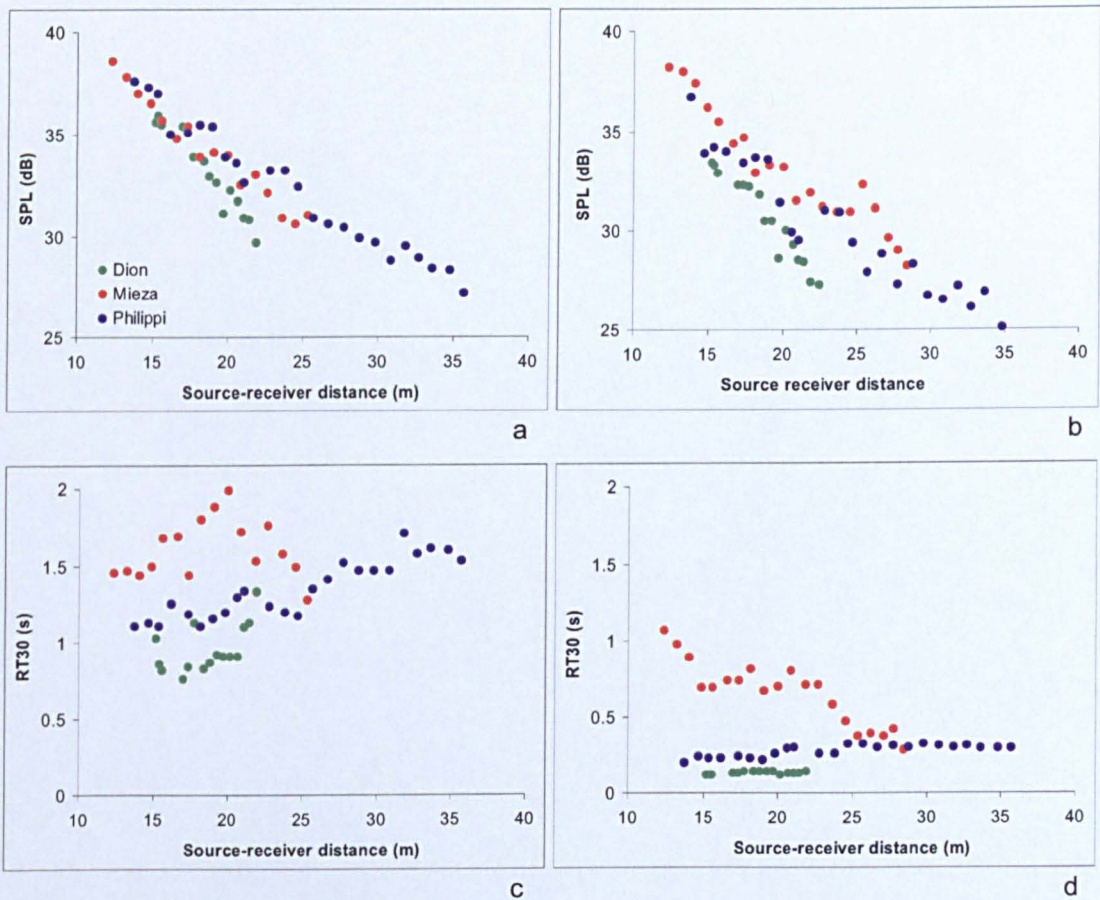 40
35
SPL (dB)
30
Dion
Mieza
Philippi
25
10 15 20 25 30 35 40
Source-receiver distance (m)
a
40
35
SPL (dB)
30
25
10 15 20 25 30 35 40
Source receiver distance
b
2
1.5
RT30 (s)
1
0.5
0
10 15 20 25 30 35 40
Source-receiver distance (m)
c
2
1.5
RT30 (s)
1
0.5
0
10 15 20 25 30 35 40
Source-receiver distance (m)
d